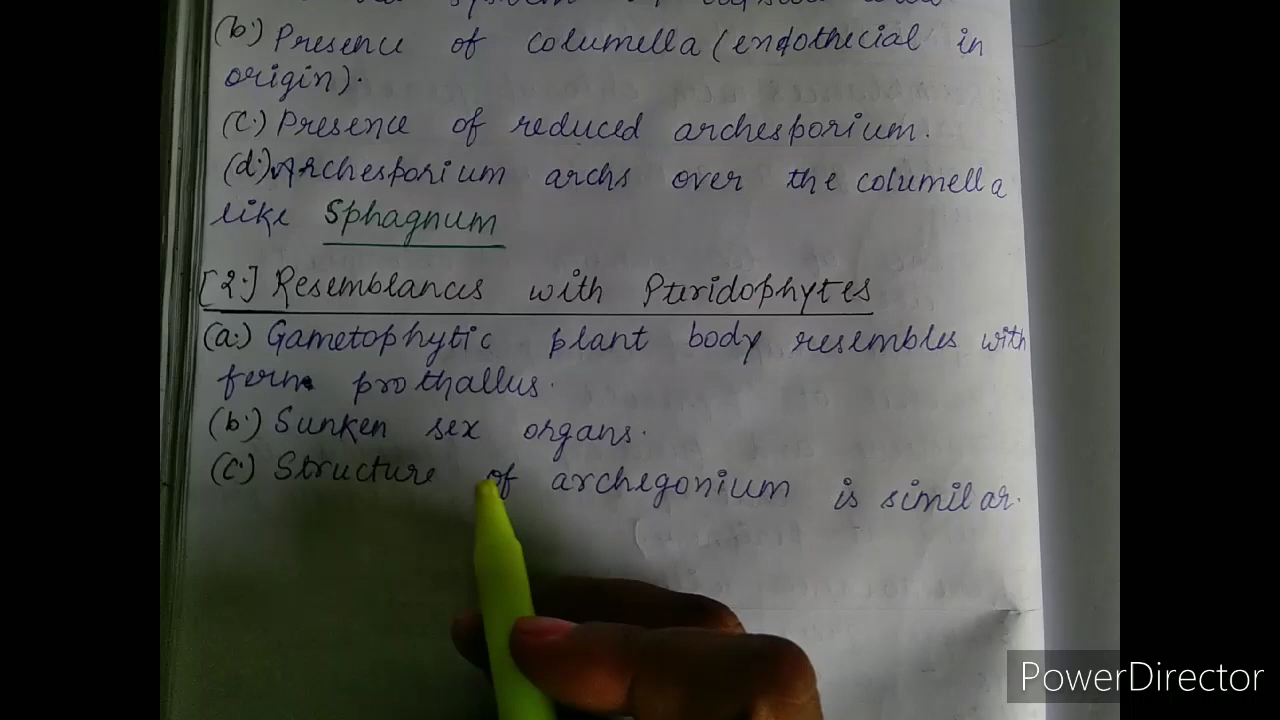 (b.) Presence of columella (endothecial in
origin).
(c.) Presence of reduced archesporium.
(d.) Archesporium archs over the columella
like Sphagnum
[2.] Resemblances with Pteridophytes
(a.) Gametophytic plant body resembles with
fern prothallus.
(b.) Sunken sex organs.
(c.) Structure of archegonium is similar.
PowerDirector